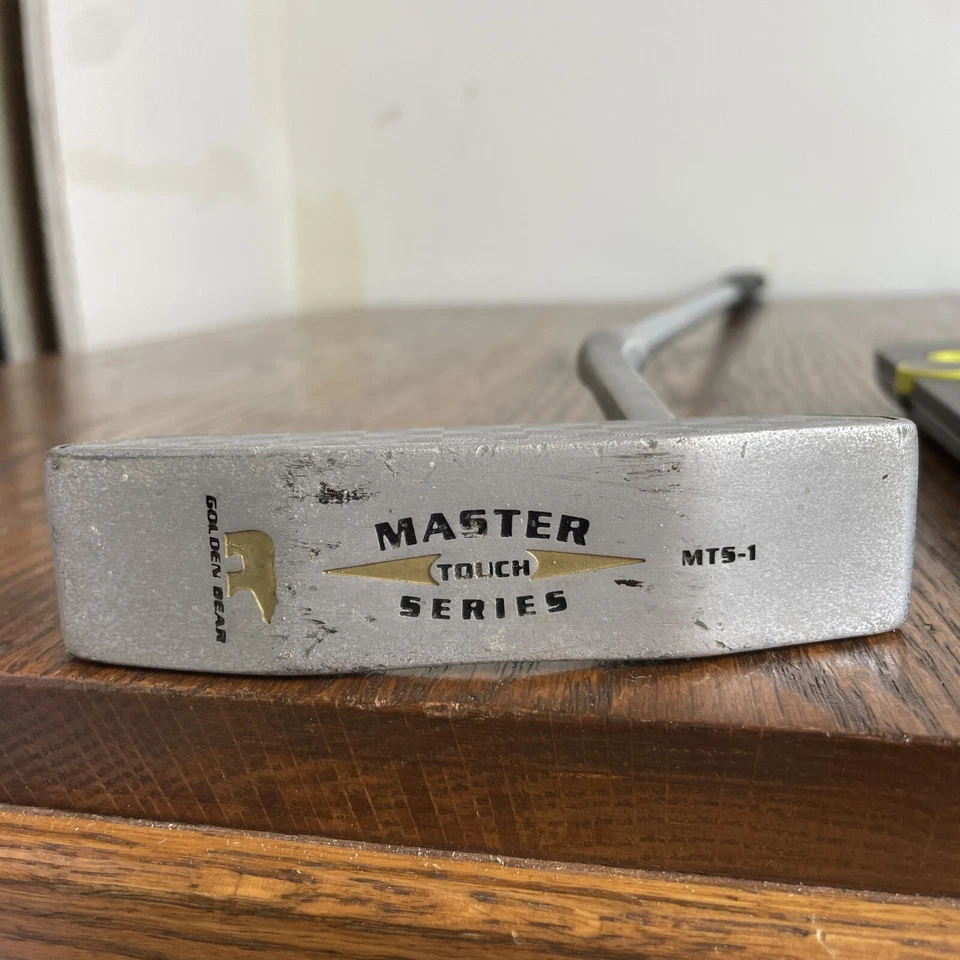 GOLDEN BEAR
MASTER
TOUCH
SERIES
MTS-1